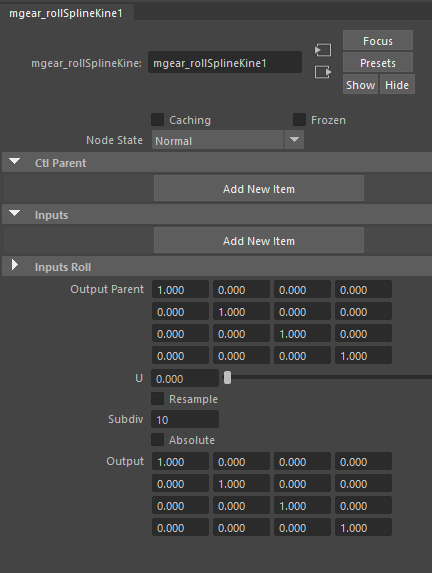 mgear_rollSplineKine1
Focus
mgear_rollSplineKine: mgear_rollSplineKine1
Presets
Show Hide
Caching Frozen
Node State Normal
Ctl Parent
Add New Item
Inputs
Add New Item
Inputs Roll
Output Parent 1.000 0.000 0.000 0.000
0.000 1.000 0.000 0.000
0.000 0.000 1.000 0.000
0.000 0.000 0.000 1.000
U 0.000
Resample
Subdiv 10
Absolute
Output 1.000 0.000 0.000 0.000
0.000 1.000 0.000 0.000
0.000 0.000 1.000 0.000
0.000 0.000 0.000 1.000